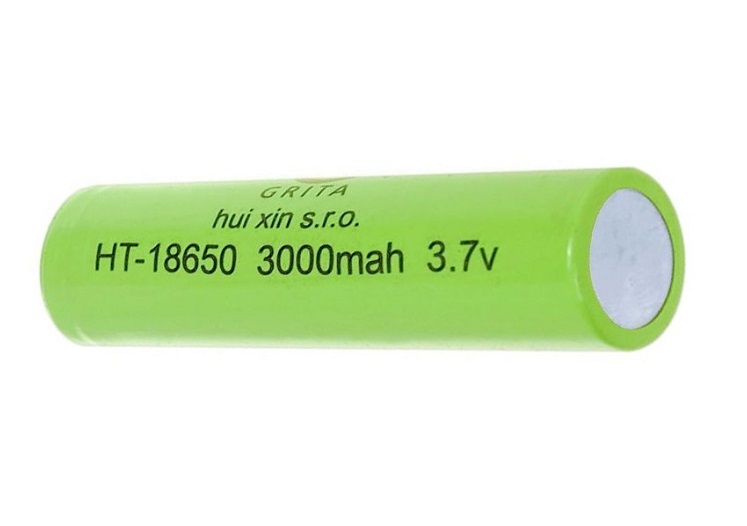 GRITA
hui xin s.r.o.
HT-18650 3000mah 3.7v